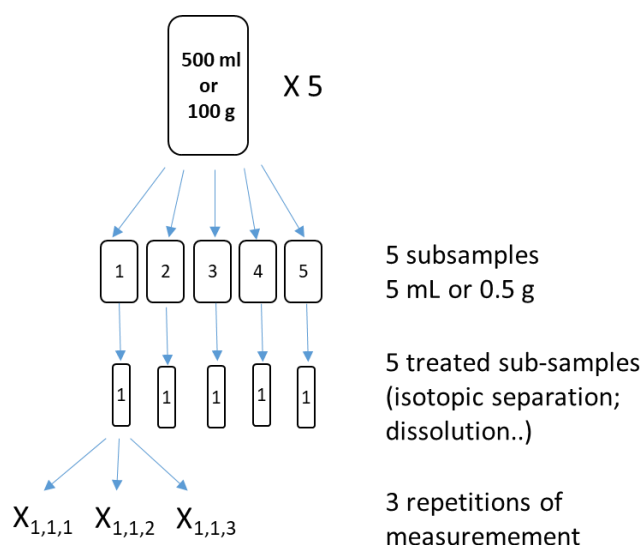 500 ml
or
100 g
X 5
1 2 3 4 5
5 subsamples
5 mL or 0.5 g
1 1 1 1 1
5 treated sub-samples
(isotopic separation;
dissolution..)
X1,1,1 X1,1,2 X1,1,3
3 repetitions of
measuremement